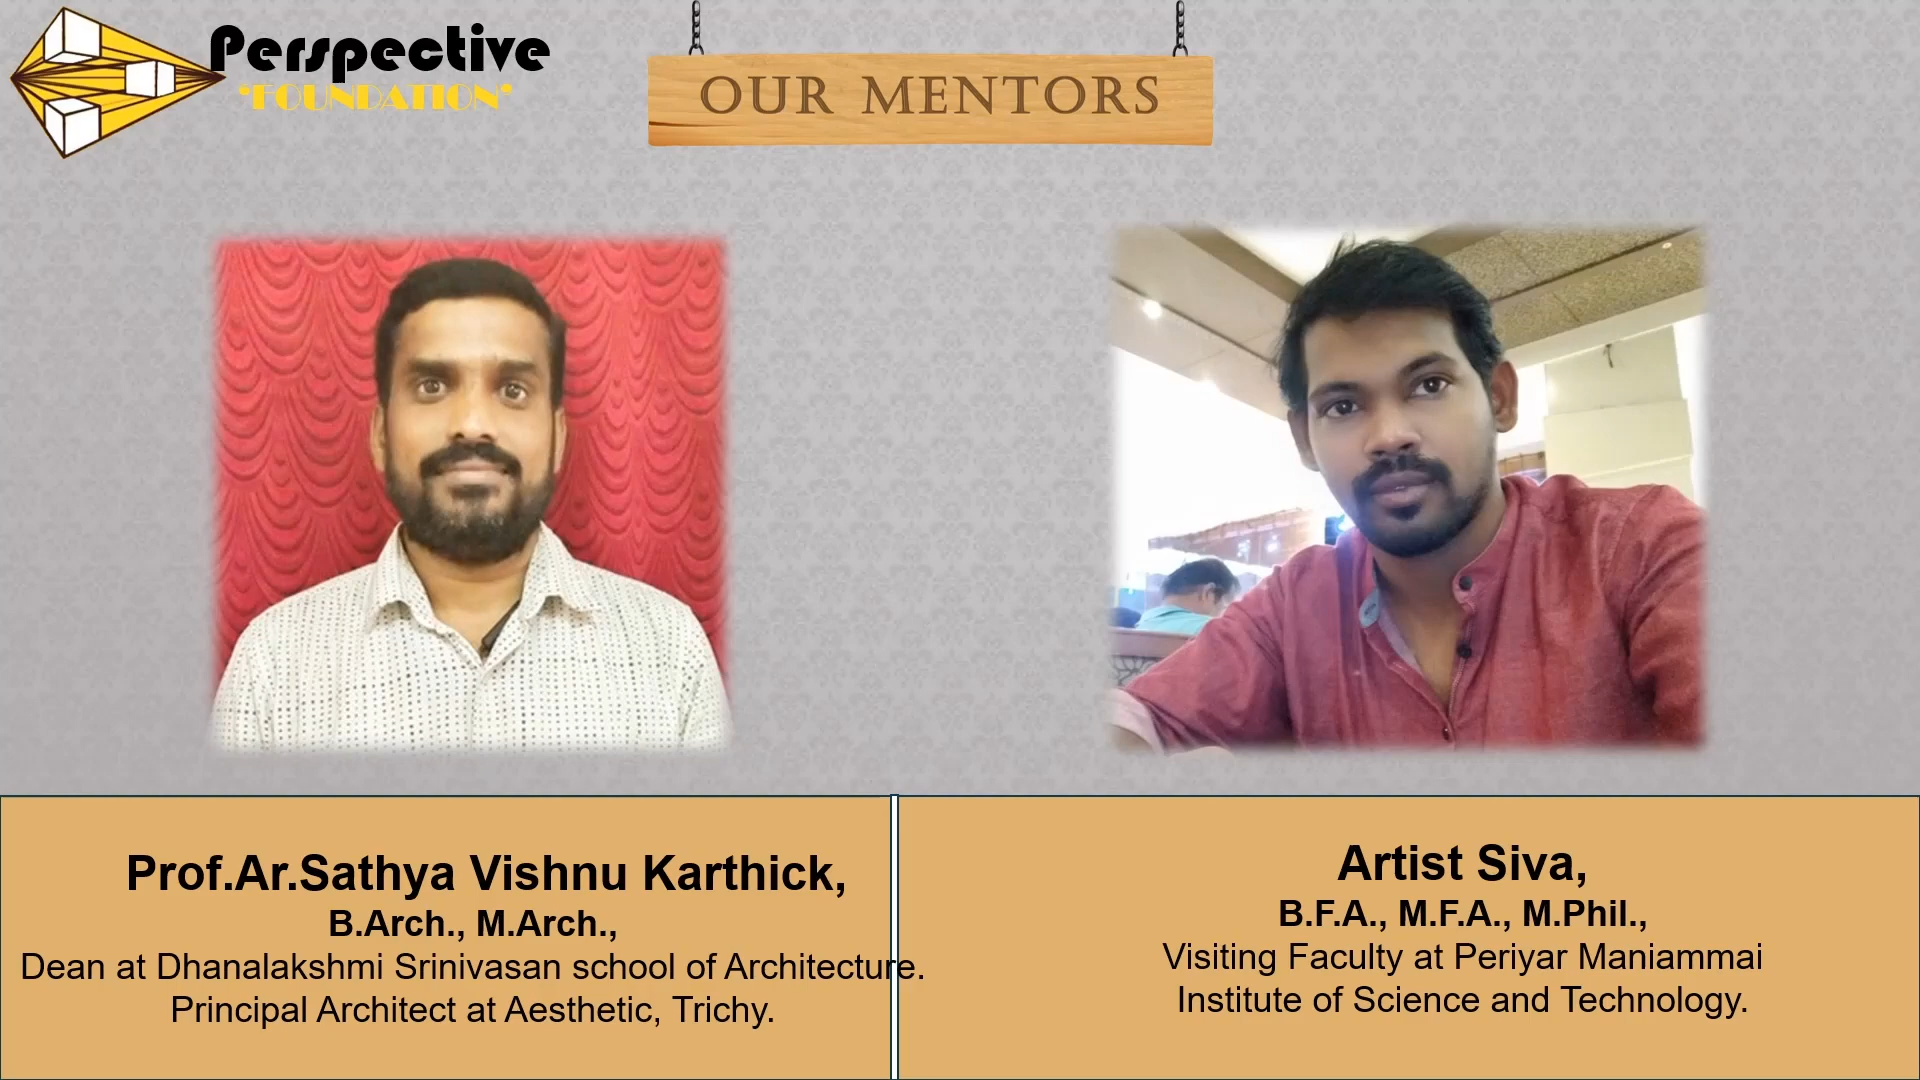 Perspective
"FOUNDATION"
OUR MENTORS
Prof.Ar.Sathya Vishnu Karthick,
B.Arch., M.Arch.,
Dean at Dhanalakshmi Srinivasan school of Architecture.
Principal Architect at Aesthetic, Trichy.
Artist Siva,
B.F.A., M.F.A., M.Phil.,
Visiting Faculty at Periyar Maniammai
Institute of Science and Technology.